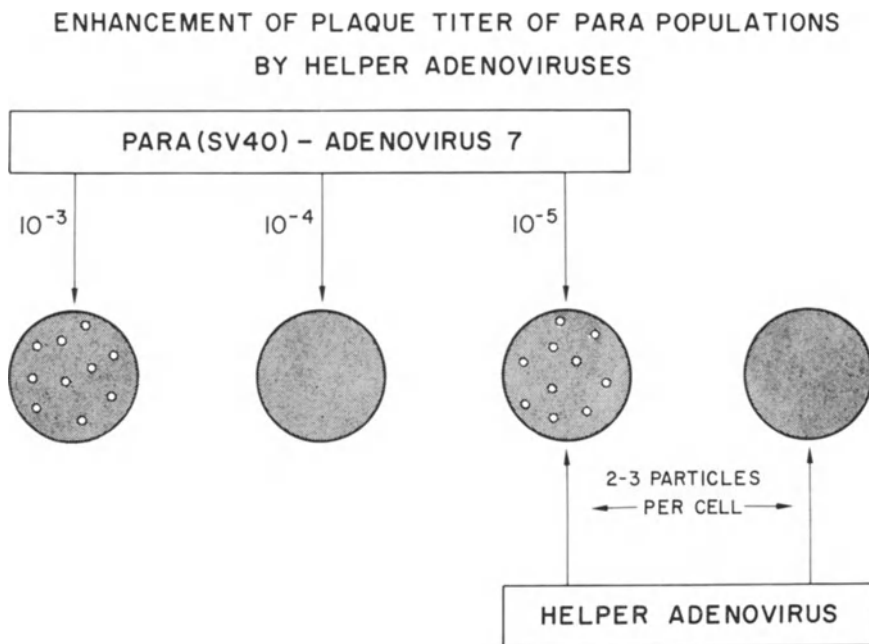 ENHANCEMENT OF PLAQUE TITER OF PARA POPULATIONS
BY HELPER ADENOVIRUSES
PARA (SV40) – ADENOVIRUS 7
10⁻³ 10⁻⁴ 10⁻⁵
2-3 PARTICLES
PER CELL
HELPER ADENOVIRUS